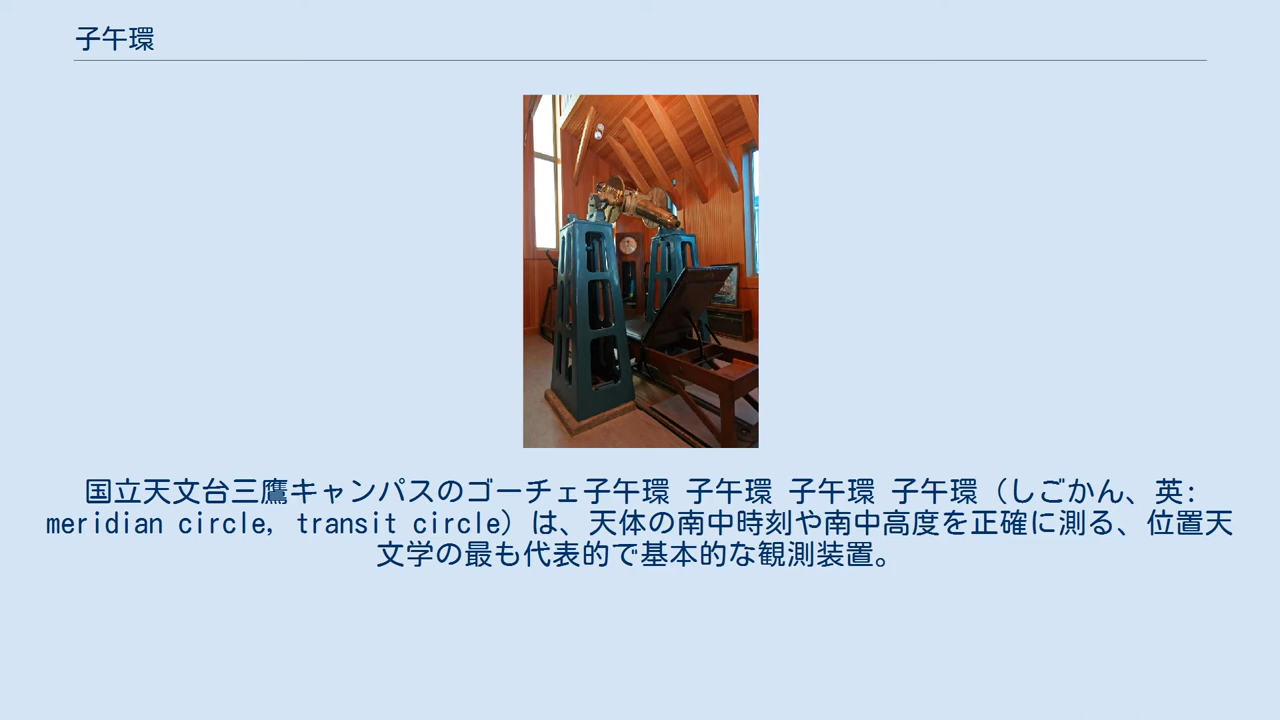 子午環
国立天文台三鷹キャンパスのゴーチェ子午環 子午環 子午環 子午環（しごかん、英:
meridian circle, transit circle）は、天体の南中時刻や南中高度を正確に測る、位置天
文学の最も代表的で基本的な観測装置。